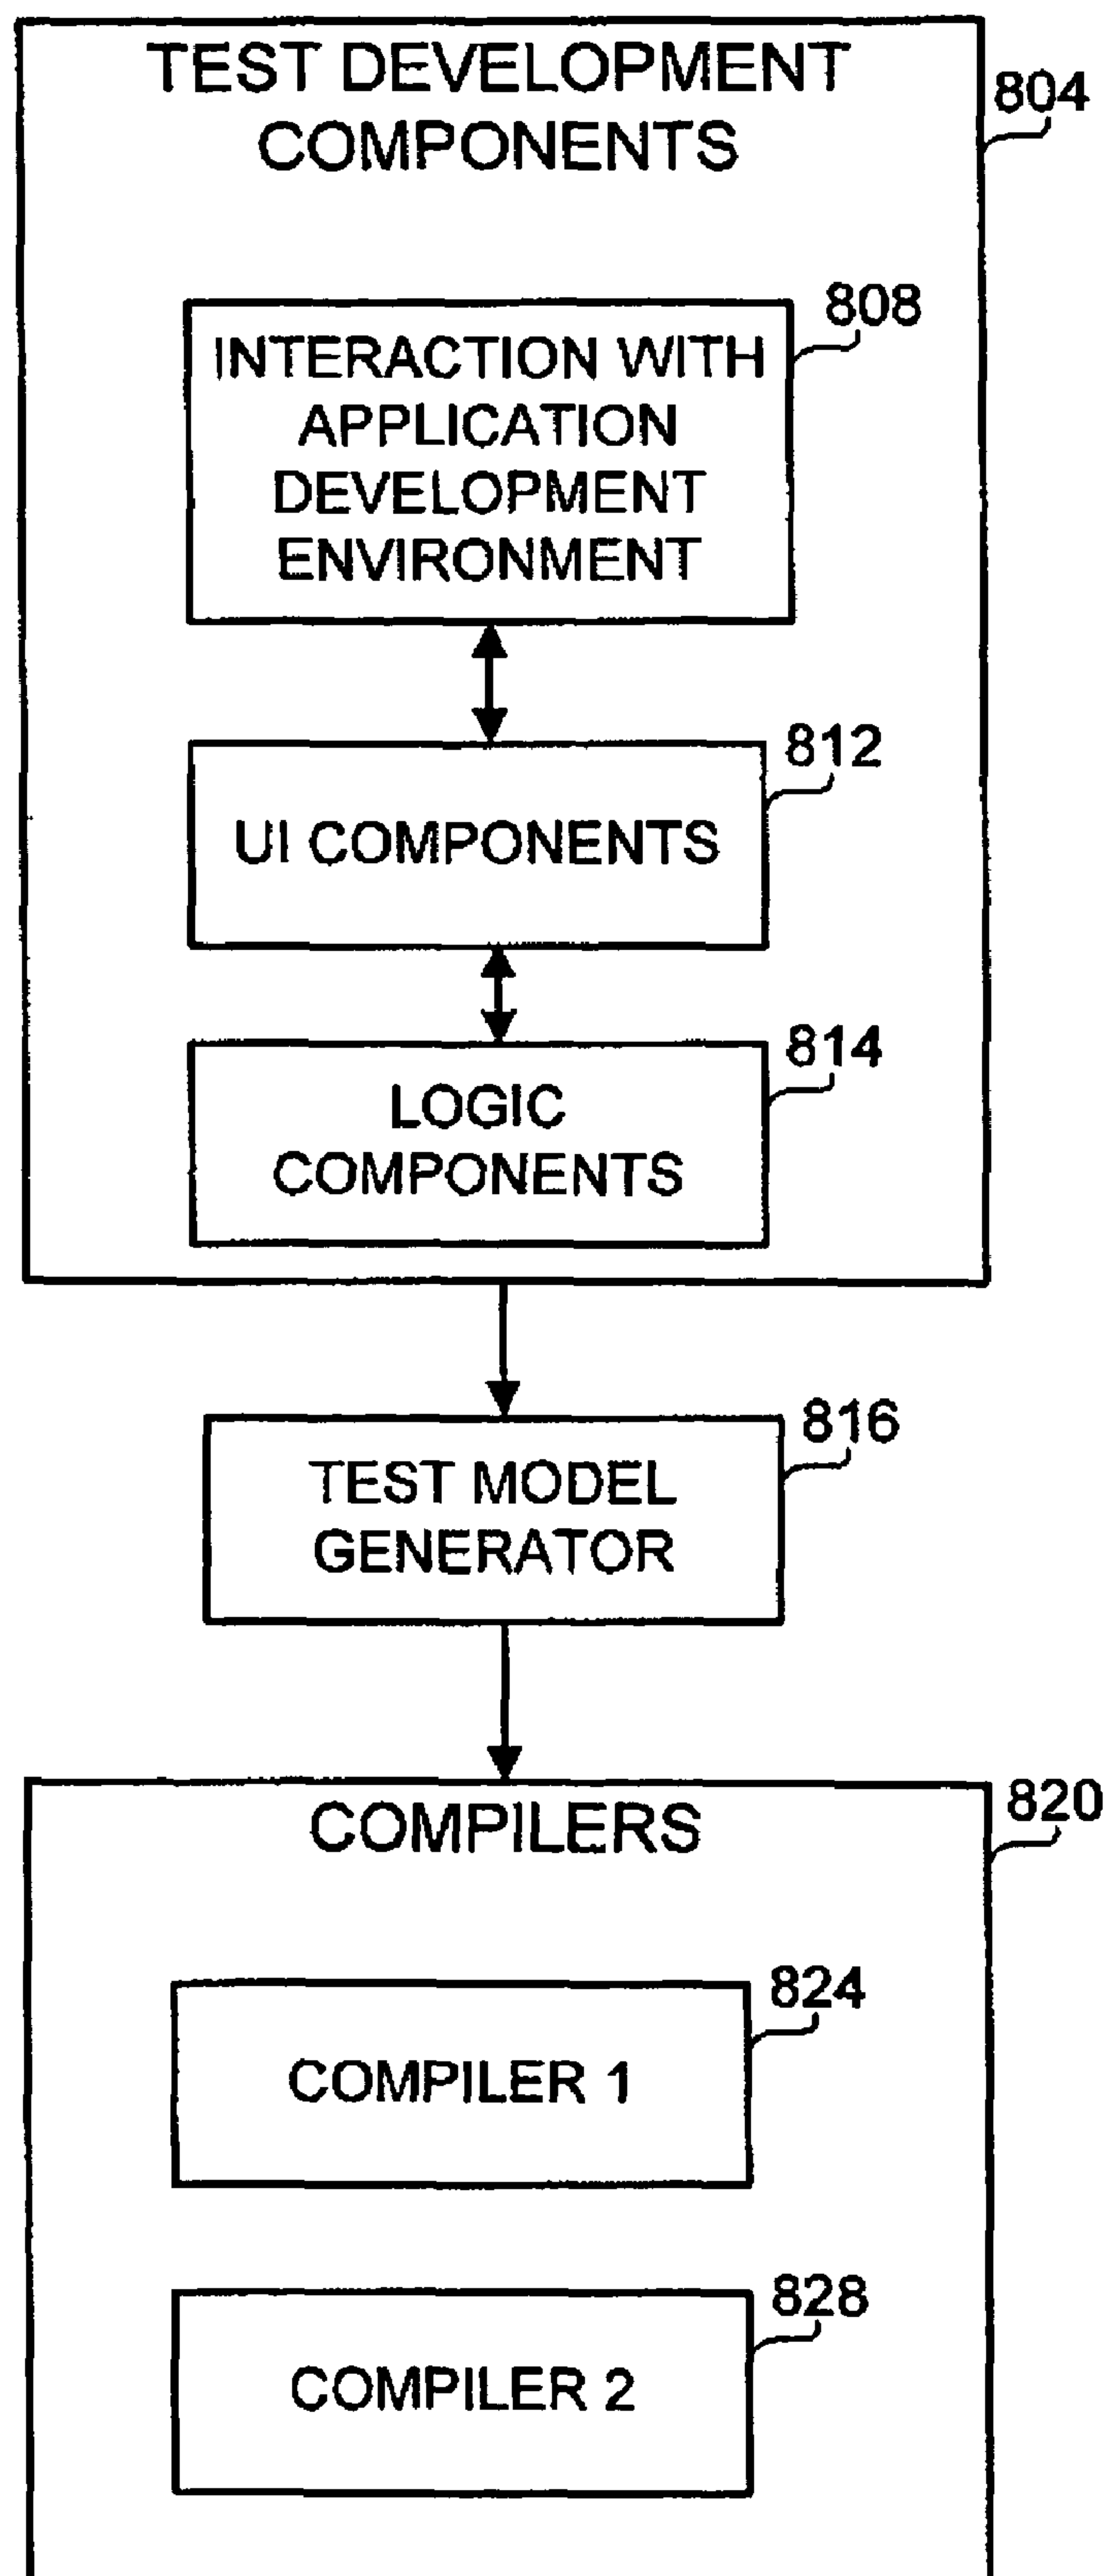 TEST DEVELOPMENT
COMPONENTS
804
808
INTERACTION WITH
APPLICATION
DEVELOPMENT
ENVIRONMENT
812
UI COMPONENTS
814
LOGIC
COMPONENTS
816
TEST MODEL
GENERATOR
820
COMPILERS
824
COMPILER 1
828
COMPILER 2